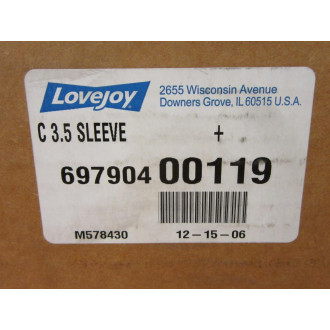 Lovejoy
2655 Wisconsin Avenue
Downers Grove, IL 60515 U.S.A.
C 3.5 SLEEVE +
697904 00119
M578430 12-15-06